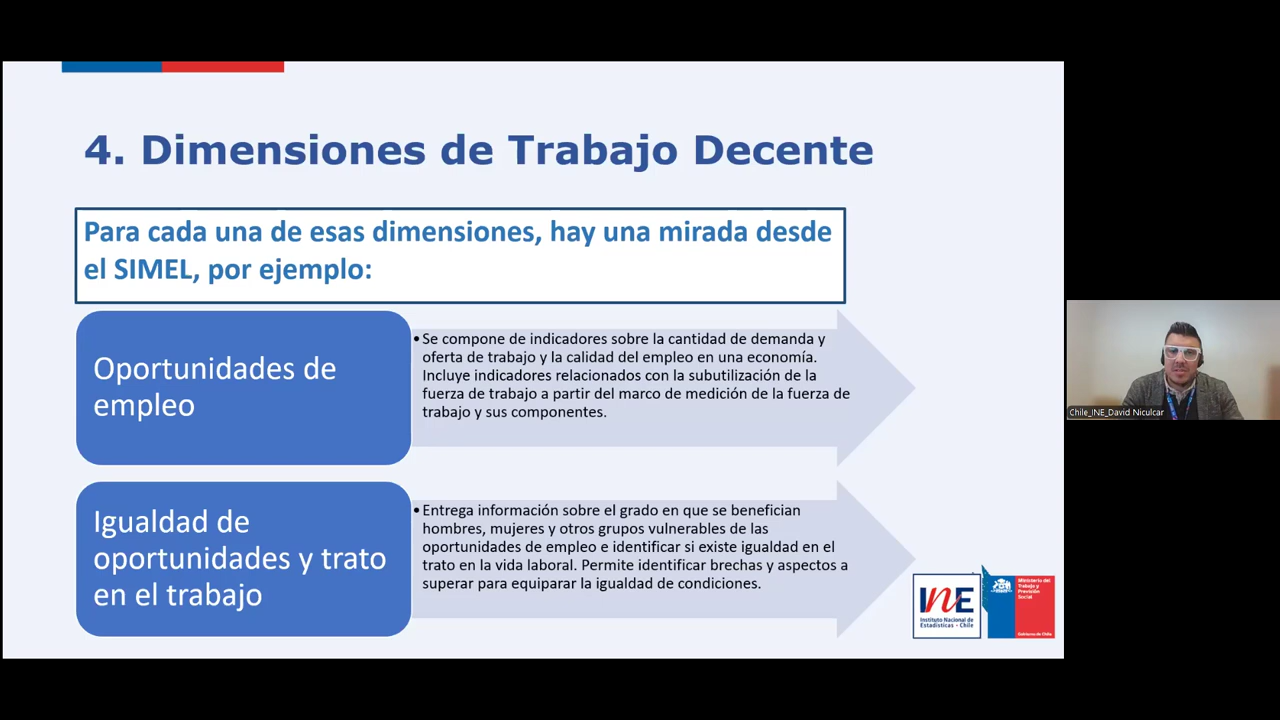 4. Dimensiones de Trabajo Decente
Para cada una de esas dimensiones, hay una mirada desde
el SIMEL, por ejemplo:
Oportunidades de
empleo
•Se compone de indicadores sobre la cantidad de demanda y
oferta de trabajo y la calidad del empleo en una economía.
Incluye indicadores relacionados con la subutilización de la
fuerza de trabajo a partir del marco de medición de la fuerza de
trabajo y sus componentes.
Igualdad de
oportunidades y trato
en el trabajo
•Entrega información sobre el grado en que se benefician
hombres, mujeres y otros grupos vulnerables de las
oportunidades de empleo e identificar si existe igualdad en el
trato en la vida laboral. Permite identificar brechas y aspectos a
superar para equiparar la igualdad de condiciones.
INE
Instituto Nacional de
Estadísticas - Chile
Ministerio del
Trabajo y
Previsión
Social
Gobierno de Chile
Chile_INE_David Niculcar